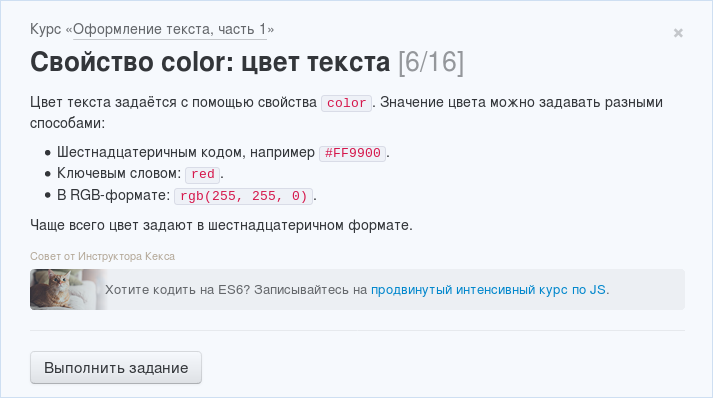 Курс «Оформление текста, часть 1»
×
Свойство color: цвет текста [6/16]
Цвет текста задаётся с помощью свойства color. Значение цвета можно задавать разными
способами:
• Шестнадцатеричным кодом, например #FF9900.
• Ключевым словом: red.
• В RGB-формате: rgb(255, 255, 0).
Чаще всего цвет задают в шестнадцатеричном формате.
Совет от Инструктора Кекса
Хотите кодить на ES6? Записывайтесь на продвинутый интенсивный курс по JS.
Выполнить задание